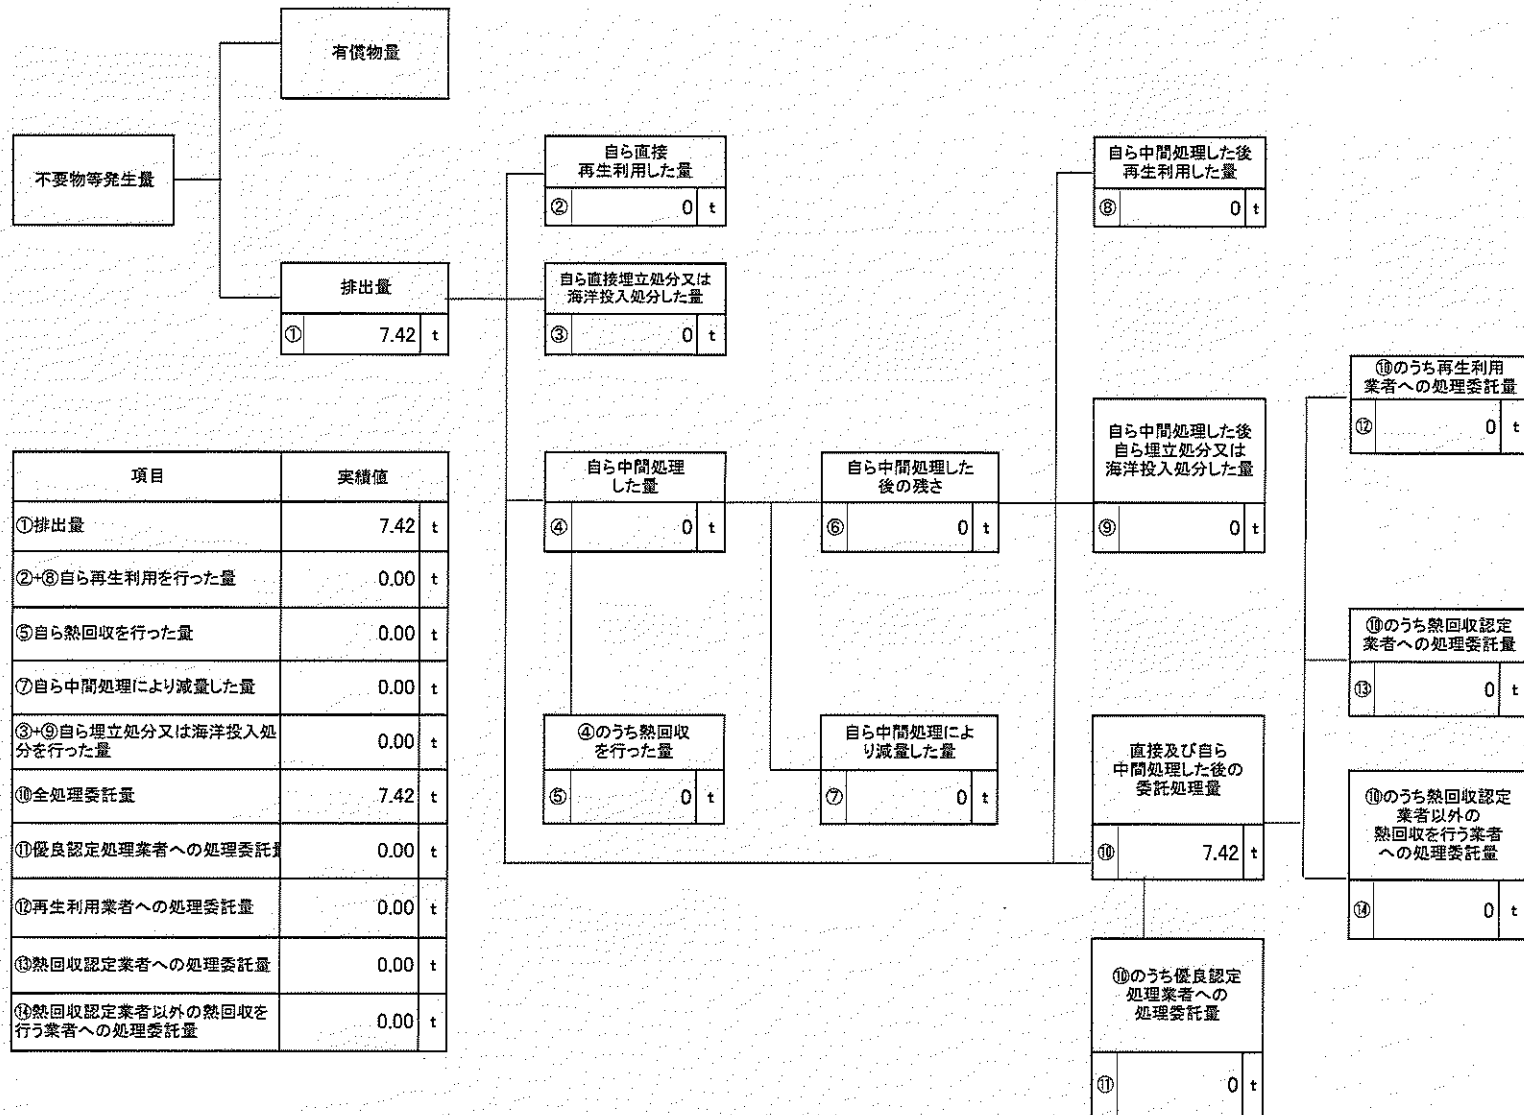 有償物量
不要物等発生量
排出量
① 7.42 t
自ら直接
再生利用した量
② 0 t
自ら直接埋立処分又は
海洋投入処分した量
③ 0 t
自ら中間処理
した量
④ 0 t
④のうち熱回収
を行った量
⑤ 0 t
自ら中間処理した
後の残さ
⑥ 0 t
自ら中間処理によ
り減量した量
⑦ 0 t
自ら中間処理した後
再生利用した量
⑧ 0 t
自ら中間処理した後
自ら埋立処分又は
海洋投入処分した量
⑨ 0 t
直接及び自ら
中間処理した後の
委託処理量
⑩ 7.42 t
⑩のうち優良認定
処理業者への
処理委託量
⑪ 0 t
⑩のうち再生利用
業者への処理委託量
⑫ 0 t
⑩のうち熱回収認定
業者への処理委託量
⑬ 0 t
⑩のうち熱回収認定
業者以外の
熱回収を行う業者
への処理委託量
⑭ 0 t
項目 実績値
①排出量 7.42 t
②+⑧自ら再生利用を行った量 0.00 t
⑤自ら熱回収を行った量 0.00 t
⑦自ら中間処理により減量した量 0.00 t
③+⑨自ら埋立処分又は海洋投入処
分を行った量 0.00 t
⑩全処理委託量 7.42 t
⑪優良認定処理業者への処理委託量 0.00 t
⑫再生利用業者への処理委託量 0.00 t
⑬熱回収認定業者への処理委託量 0.00 t
⑭熱回収認定業者以外の熱回収を
行う業者への処理委託量 0.00 t